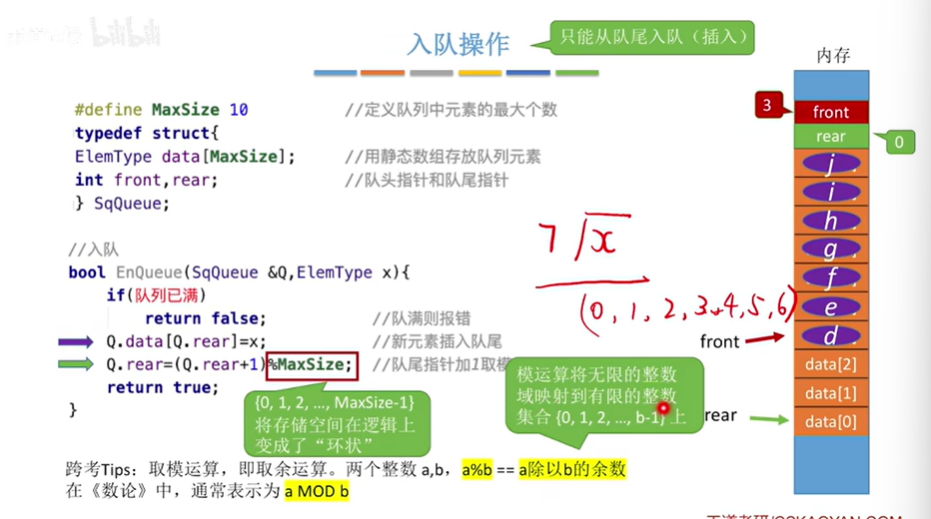 bilibili
入队操作
只能从队尾入队（插入）
内存
#define MaxSize 10 //定义队列中元素的最大个数
typedef struct{
ElemType data[MaxSize]; //用静态数组存放队列元素
int front,rear; //队头指针和队尾指针
} SqQueue;
//入队
bool EnQueue(SqQueue &Q,ElemType x){
if(队列已满)
return false; //队满则报错
Q.data[Q.rear]=x; //新元素插入队尾
Q.rear=(Q.rear+1)%MaxSize; //队尾指针加1取模
return true;
}
{0, 1, 2, …, MaxSize-1}
将存储空间在逻辑上
变成了“环状”
7 x
(0, 1, 2, 3, 4, 5, 6)
模运算将无限的整数
域映射到有限的整数
集合 {0, 1, 2, …, b-1} 上
3
front
rear
0
j
i
h
g
f
e
front
d
data[2]
data[1]
rear
data[0]
跨考Tips：取模运算，即取余运算。两个整数 a,b，a%b == a除以b的余数
在《数论》中，通常表示为 a MOD b